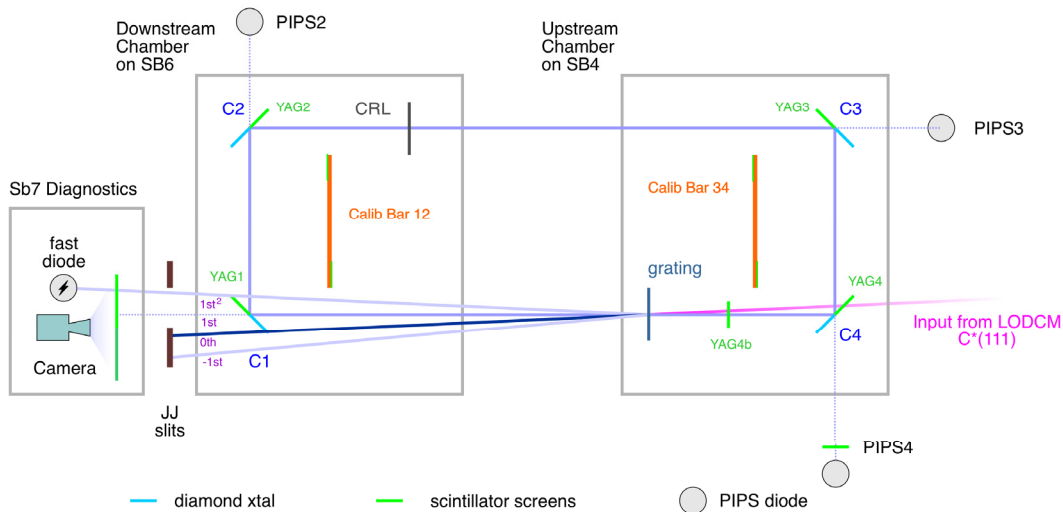 Downstream
Chamber
on SB6
PIPS2
Upstream
Chamber
on SB4
C2
YAG2
CRL
YAG3
C3
PIPS3
Sb7 Diagnostics
Calib Bar 12
Calib Bar 34
fast
diode
YAG1
grating
YAG4
1st²
1st
0th
-1st
C1
YAG4b
C4
Input from LODCM
C*(111)
Camera
JJ
slits
PIPS4
diamond xtal
scintillator screens
PIPS diode